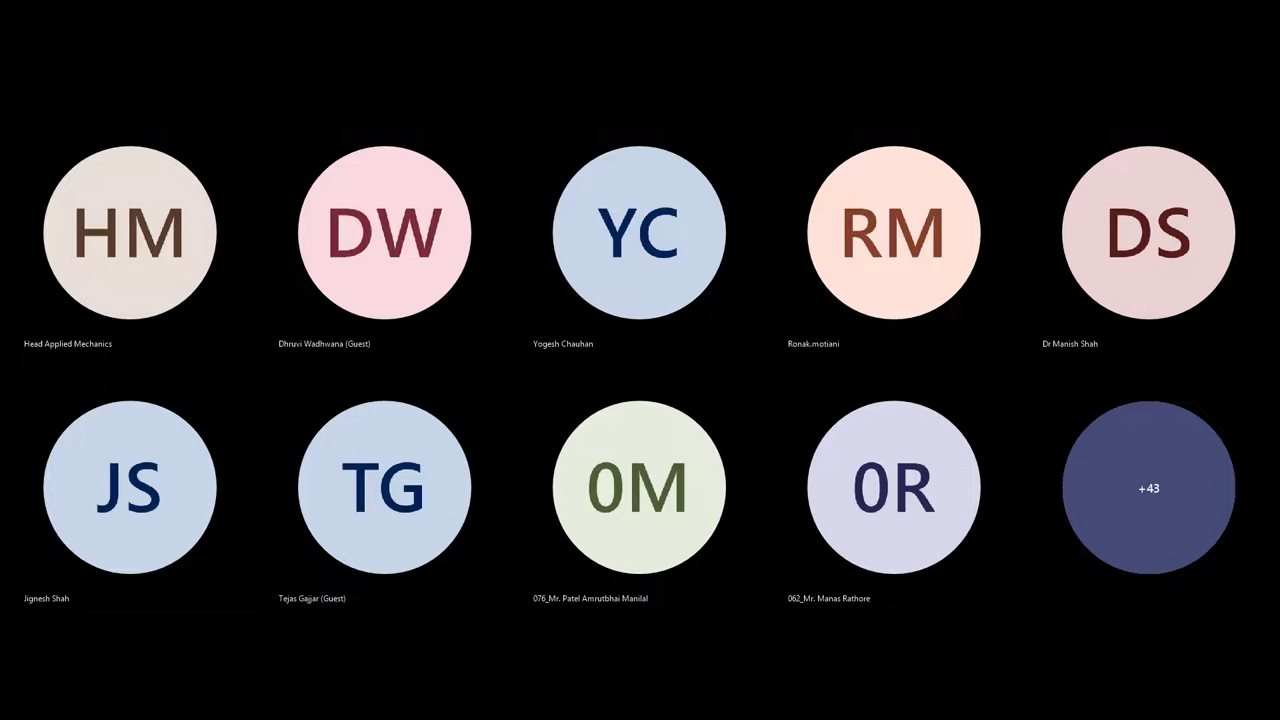 HM
DW
YC
RM
DS
Head Applied Mechanics
Dhruvi Wadhwana (Guest)
Yogesh Chauhan
Ronak.motiani
Dr Manish Shah
JS
TG
0M
0R
+43
Jignesh Shah
Tejas Gajjar (Guest)
076_Mr. Patel Amrutbhai Manilal
062_Mr. Manas Rathore